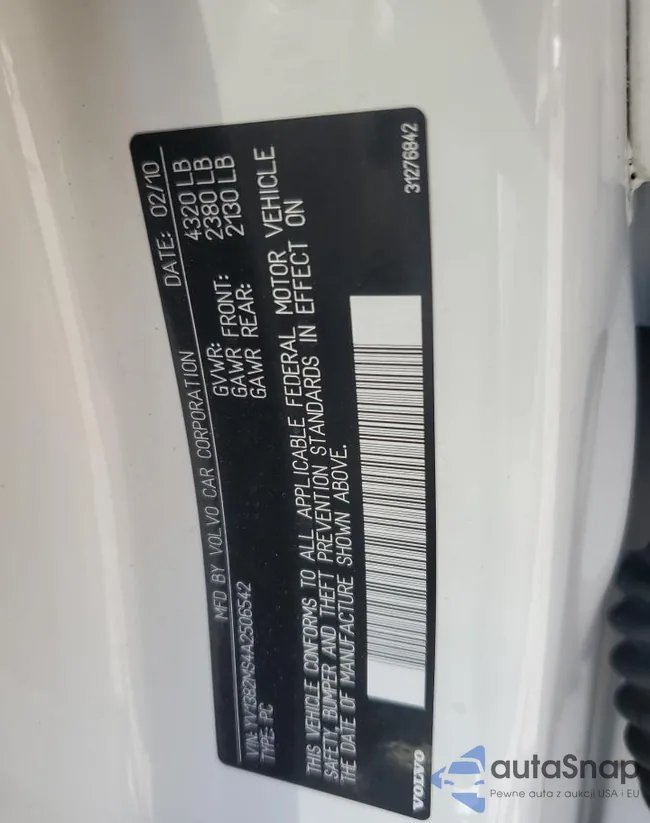 MFD BY VOLVO CAR CORPORATION DATE: 02/10
GVWR: 4320 LB
GAWR FRONT: 2380 LB
GAWR REAR: 2130 LB
VIN: YV1382MS4A2506542
TYPE: PC
THIS VEHICLE CONFORMS TO ALL APPLICABLE FEDERAL MOTOR VEHICLE
SAFETY, BUMPER AND THEFT PREVENTION STANDARDS IN EFFECT ON
THE DATE OF MANUFACTURE SHOWN ABOVE.
VOLVO
31276842
autaSnap
Pewne auta z aukcji USA i EU